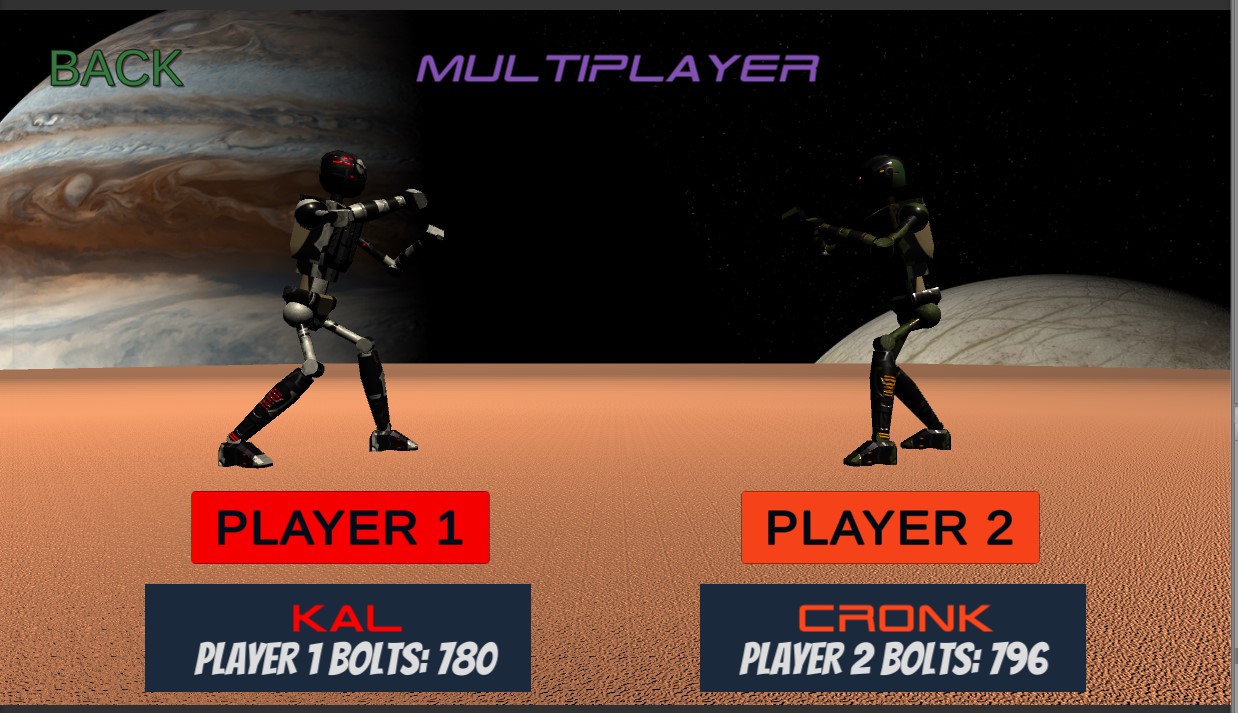 BACK
MULTIPLAYER
PLAYER 1
PLAYER 2
KAL
PLAYER 1 BOLTS: 780
CRONK
PLAYER 2 BOLTS: 796